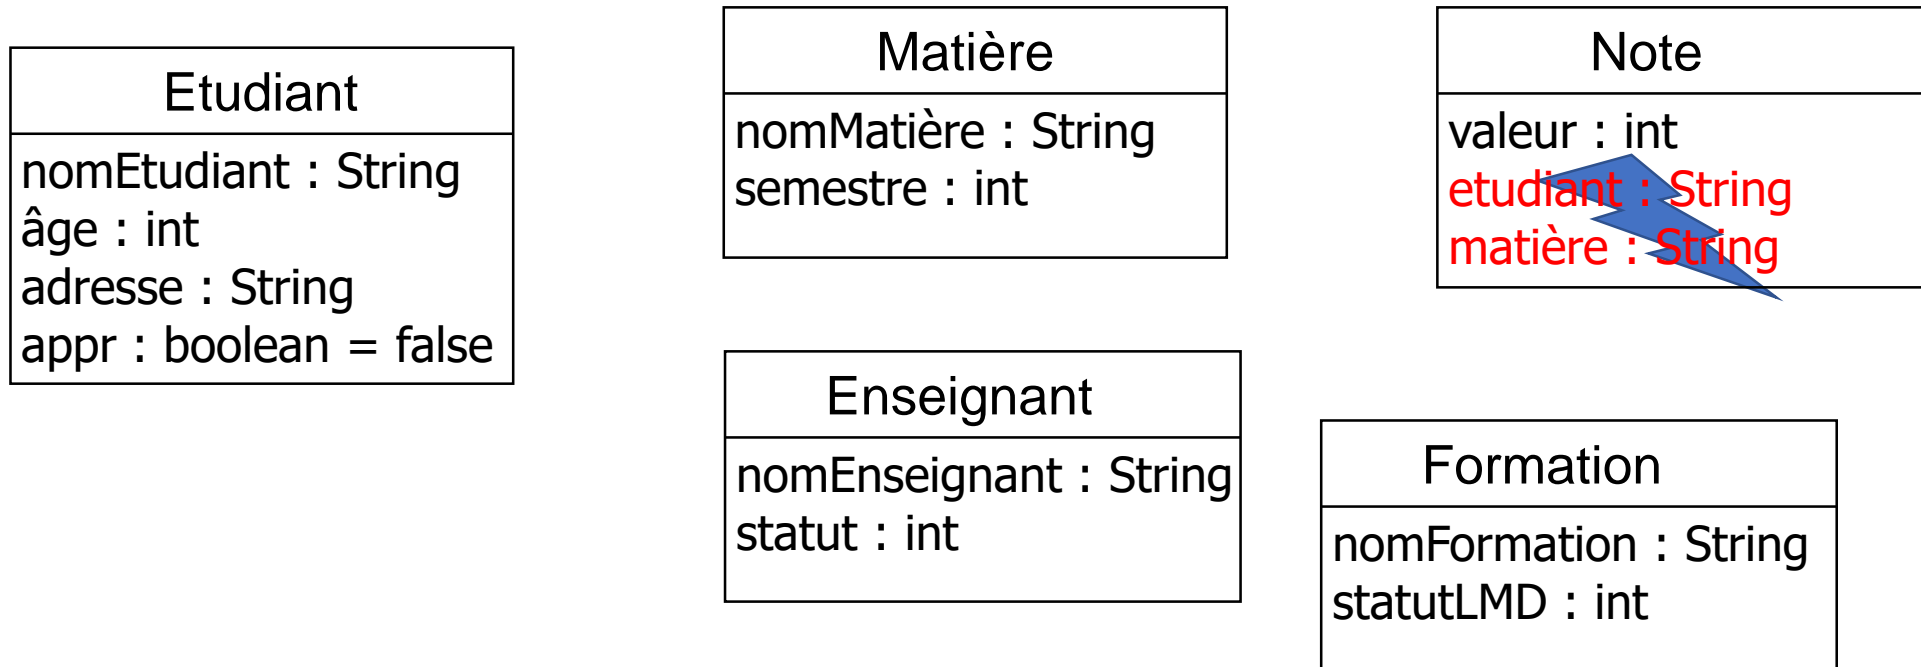 Etudiant
nomEtudiant : String
âge : int
adresse : String
appr : boolean = false
Matière
nomMatière : String
semestre : int
Note
valeur : int
etudiant : String
matière : String
Enseignant
nomEnseignant : String
statut : int
Formation
nomFormation : String
statutLMD : int